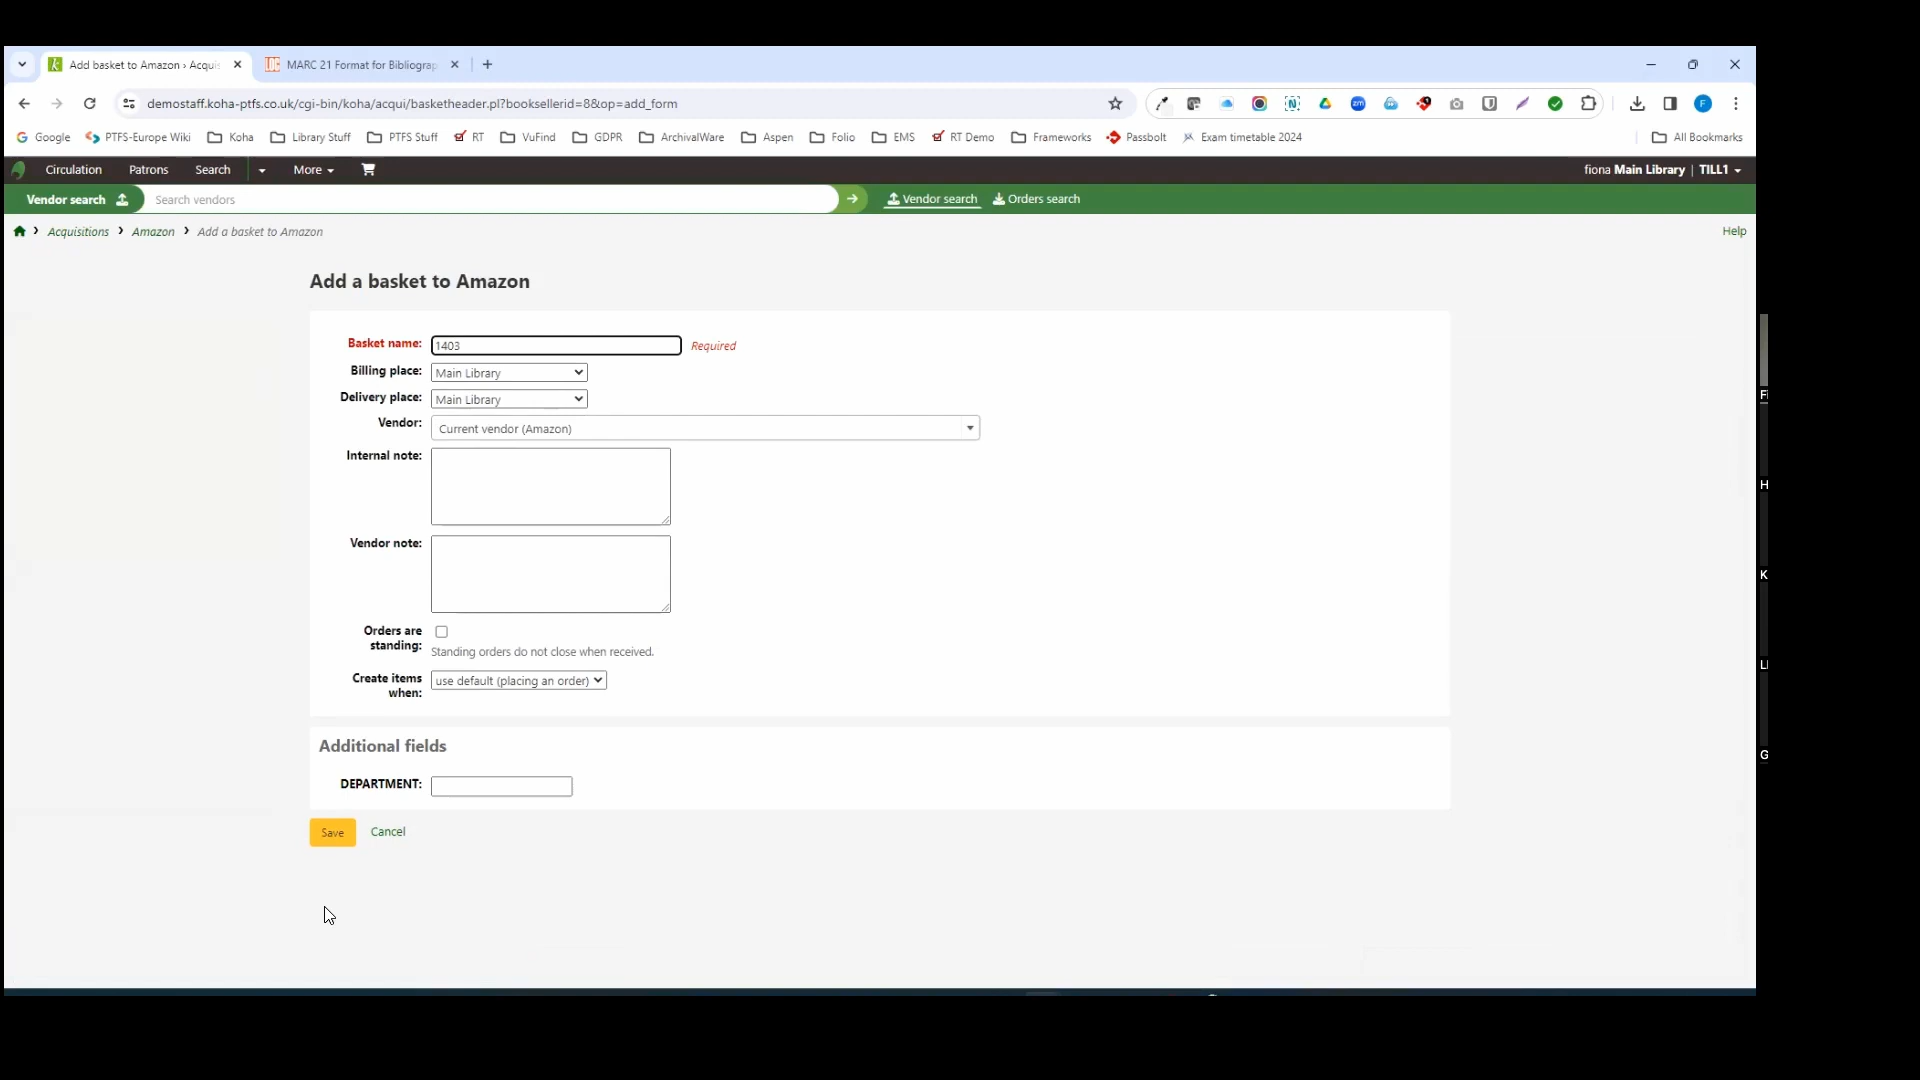 Add basket to Amazon › Acquis
MARC 21 Format for Bibliograp
demostaff.koha-ptfs.co.uk/cgi-bin/koha/acqui/basketheader.pl?booksellerid=8&op=add_form
Google PTFS-Europe Wiki Koha Library Stuff PTFS Stuff RT VuFind GDPR ArchivalWare Aspen Folio EMS RT Demo Frameworks Passbolt Exam timetable 2024 All Bookmarks
Circulation Patrons Search More fiona Main Library | TILL1
Vendor search Search vendors Vendor search Orders search
Acquisitions Amazon Add a basket to Amazon Help
Add a basket to Amazon
Basket name: 1403 Required
Billing place: Main Library
Delivery place: Main Library
Vendor: Current vendor (Amazon)
Internal note:
Vendor note:
Orders are
standing:
Standing orders do not close when received.
Create items
when:
use default (placing an order)
Additional fields
DEPARTMENT:
Save Cancel